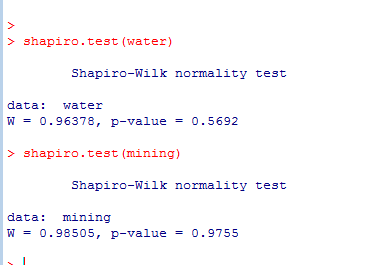 >
> shapiro.test(water)
Shapiro-Wilk normality test
data: water
W = 0.96378, p-value = 0.5692
> shapiro.test(mining)
Shapiro-Wilk normality test
data: mining
W = 0.98505, p-value = 0.9755
>